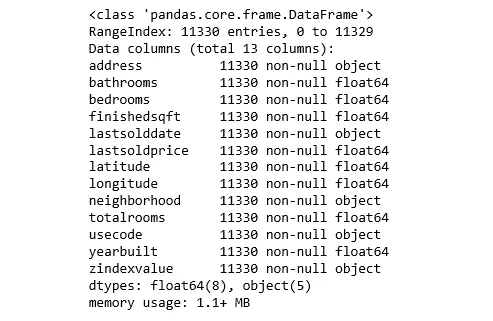 <class 'pandas.core.frame.DataFrame'>
RangeIndex: 11330 entries, 0 to 11329
Data columns (total 13 columns):
address          11330 non-null object
bathrooms        11330 non-null float64
bedrooms         11330 non-null float64
finishedsqft     11330 non-null float64
lastsolddate     11330 non-null object
lastsoldprice    11330 non-null float64
latitude         11330 non-null float64
longitude        11330 non-null float64
neighborhood     11330 non-null object
totalrooms       11330 non-null float64
usecode          11330 non-null object
yearbuilt        11330 non-null float64
zindexvalue      11330 non-null object
dtypes: float64(8), object(5)
memory usage: 1.1+ MB